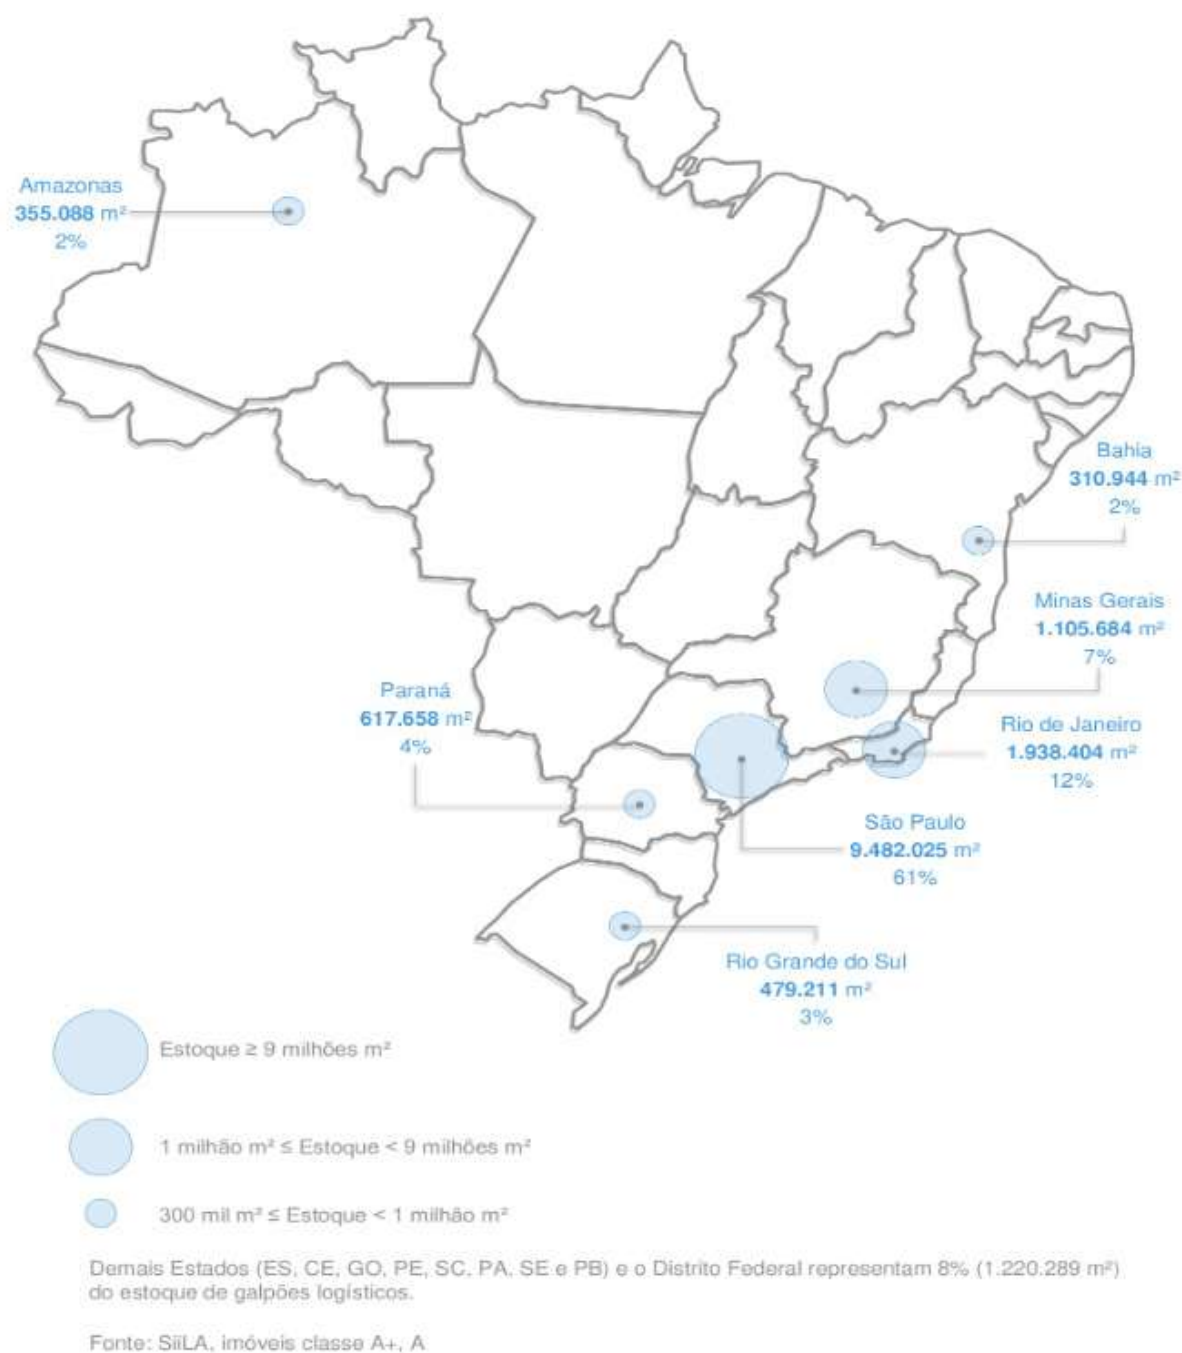 Amazonas
355.088 m²
2%
Bahia
310.944 m²
2%
Minas Gerais
1.105.684 m²
7%
Paraná
617.658 m²
4%
Rio de Janeiro
1.938.404 m²
12%
São Paulo
9.482.025 m²
61%
Rio Grande do Sul
479.211 m²
3%
Estoque ≥ 9 milhões m²
1 milhão m² ≤ Estoque < 9 milhões m²
300 mil m² ≤ Estoque < 1 milhão m²
Demais Estados (ES, CE, GO, PE, SC, PA, SE e PB) e o Distrito Federal representam 8% (1.220.289 m²)
do estoque de galpões logísticos.
Fonte: SiiLA, imóveis classe A+, A